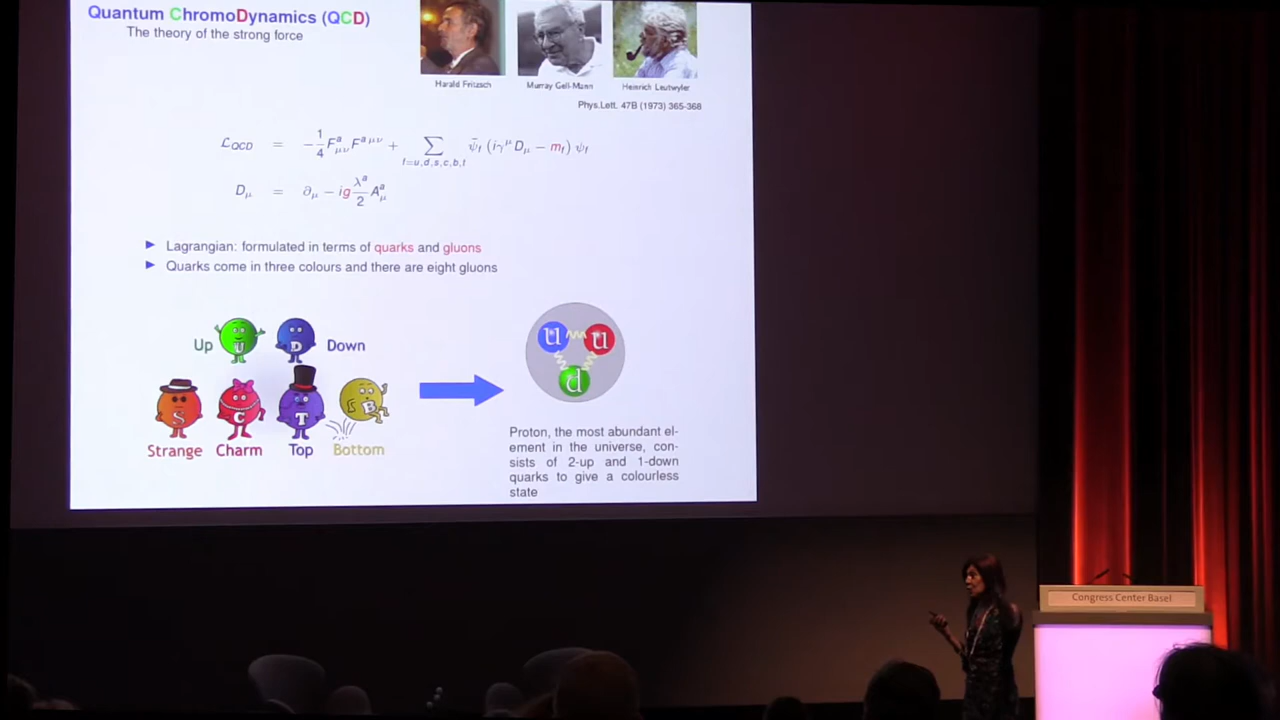 Quantum ChromoDynamics (QCD)
The theory of the strong force
Harald Fritzsch
Murray Gell-Mann
Heinrich Leutwyler
Phys.Lett. 47B (1973) 365-368
ℒ_QCD = −1/4 F^a_μν F^{a μν} + ∑_{f=u,d,s,c,b,t} ψ̄_f (iγ^μ D_μ − m_f) ψ_f
D_μ = ∂_μ − ig λ^a/2 A^a_μ
► Lagrangian: formulated in terms of quarks and gluons
► Quarks come in three colours and there are eight gluons
Up U D Down
S C T B
Strange Charm Top Bottom
u u
d
Proton, the most abundant el-
ement in the universe, con-
sists of 2-up and 1-down
quarks to give a colourless
state
Congress Center Basel